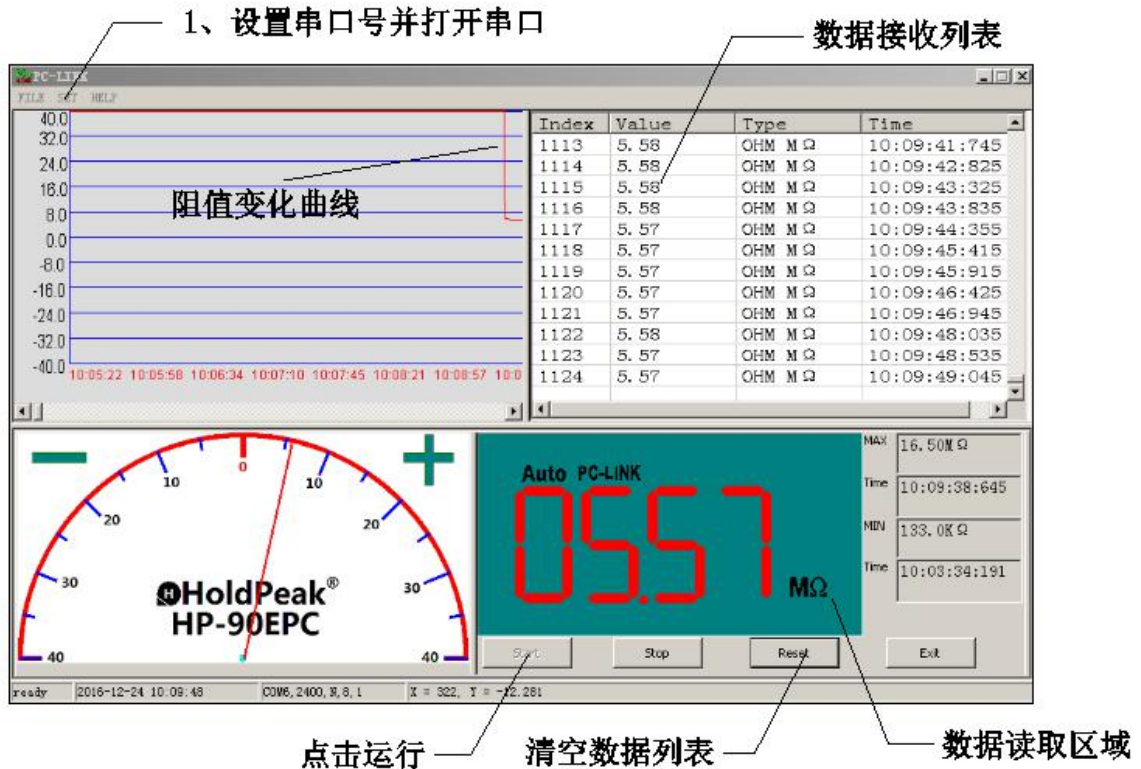 1、设置串口号并打开串口
数据接收列表
PC-LINK
FILE SET HELP
40.0
32.0
24.0
16.0
8.0
0.0
-8.0
-16.0
-24.0
-32.0
-40.0
阻值变化曲线
10:05:22 10:05:58 10:06:34 10:07:10 10:07:45 10:08:21 10:08:57 10:0
Index Value Type Time
1113 5.58 OHM MΩ 10:09:41:745
1114 5.58 OHM MΩ 10:09:42:825
1115 5.58 OHM MΩ 10:09:43:325
1116 5.58 OHM MΩ 10:09:43:835
1117 5.57 OHM MΩ 10:09:44:355
1118 5.57 OHM MΩ 10:09:45:415
1119 5.57 OHM MΩ 10:09:45:915
1120 5.57 OHM MΩ 10:09:46:425
1121 5.57 OHM MΩ 10:09:46:945
1122 5.58 OHM MΩ 10:09:48:035
1123 5.57 OHM MΩ 10:09:48:535
1124 5.57 OHM MΩ 10:09:49:045
0
10 10
20 20
30 30
40 40
HoldPeak®
HP-90EPC
Auto PC-LINK
05.57
MΩ
MAX 16.50MΩ
Time 10:09:38:645
MIN 133.0KΩ
Time 10:03:34:191
Start Stop Reset Exit
ready 2016-12-24 10:09:48 COM6,2400,N,8,1 X = 322, Y = -12.281
点击运行
清空数据列表
数据读取区域